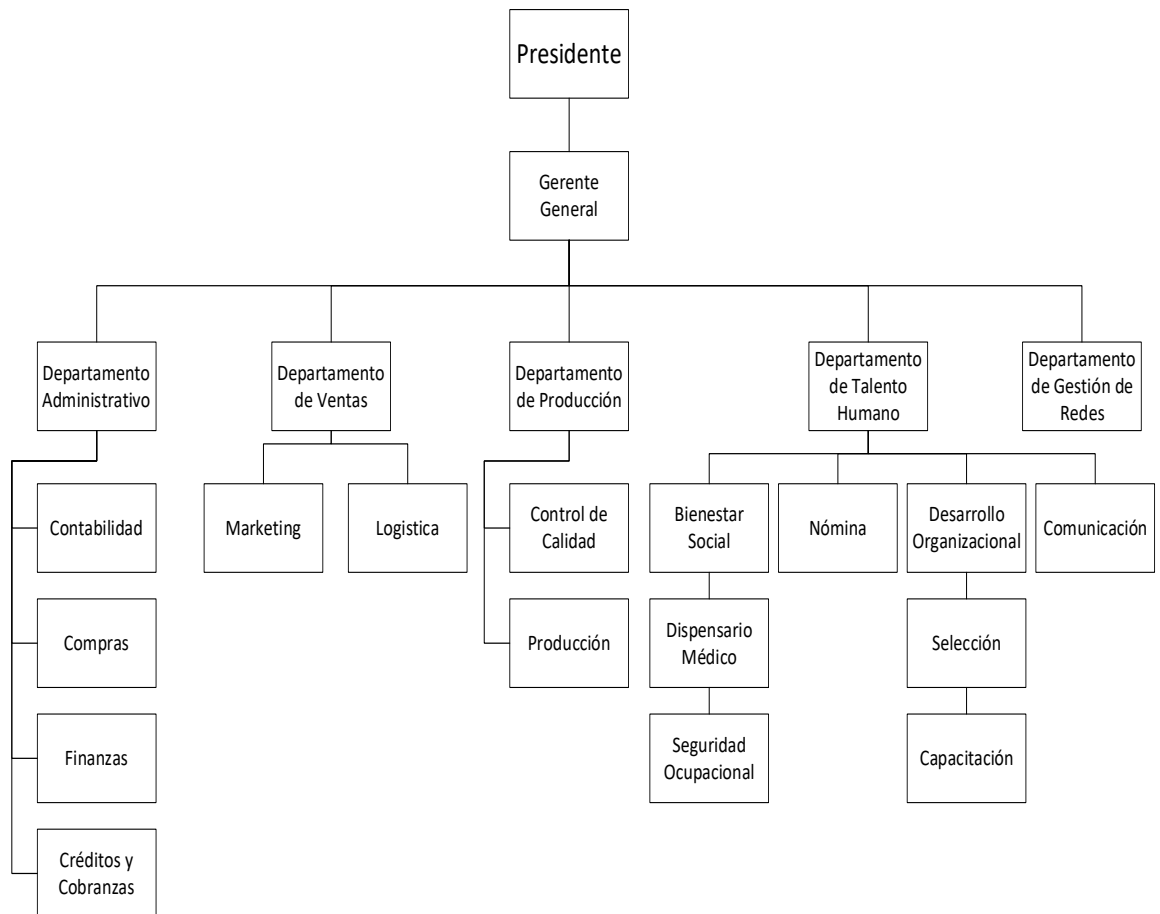 Presidente
Gerente
General
Departamento
Administrativo
Departamento
de Ventas
Departamento
de Producción
Departamento
de Talento
Humano
Departamento
de Gestión de
Redes
Contabilidad
Marketing
Logistica
Control de
Calidad
Bienestar
Social
Nómina
Desarrollo
Organizacional
Comunicación
Compras
Producción
Dispensario
Médico
Selección
Finanzas
Seguridad
Ocupacional
Capacitación
Créditos y
Cobranzas